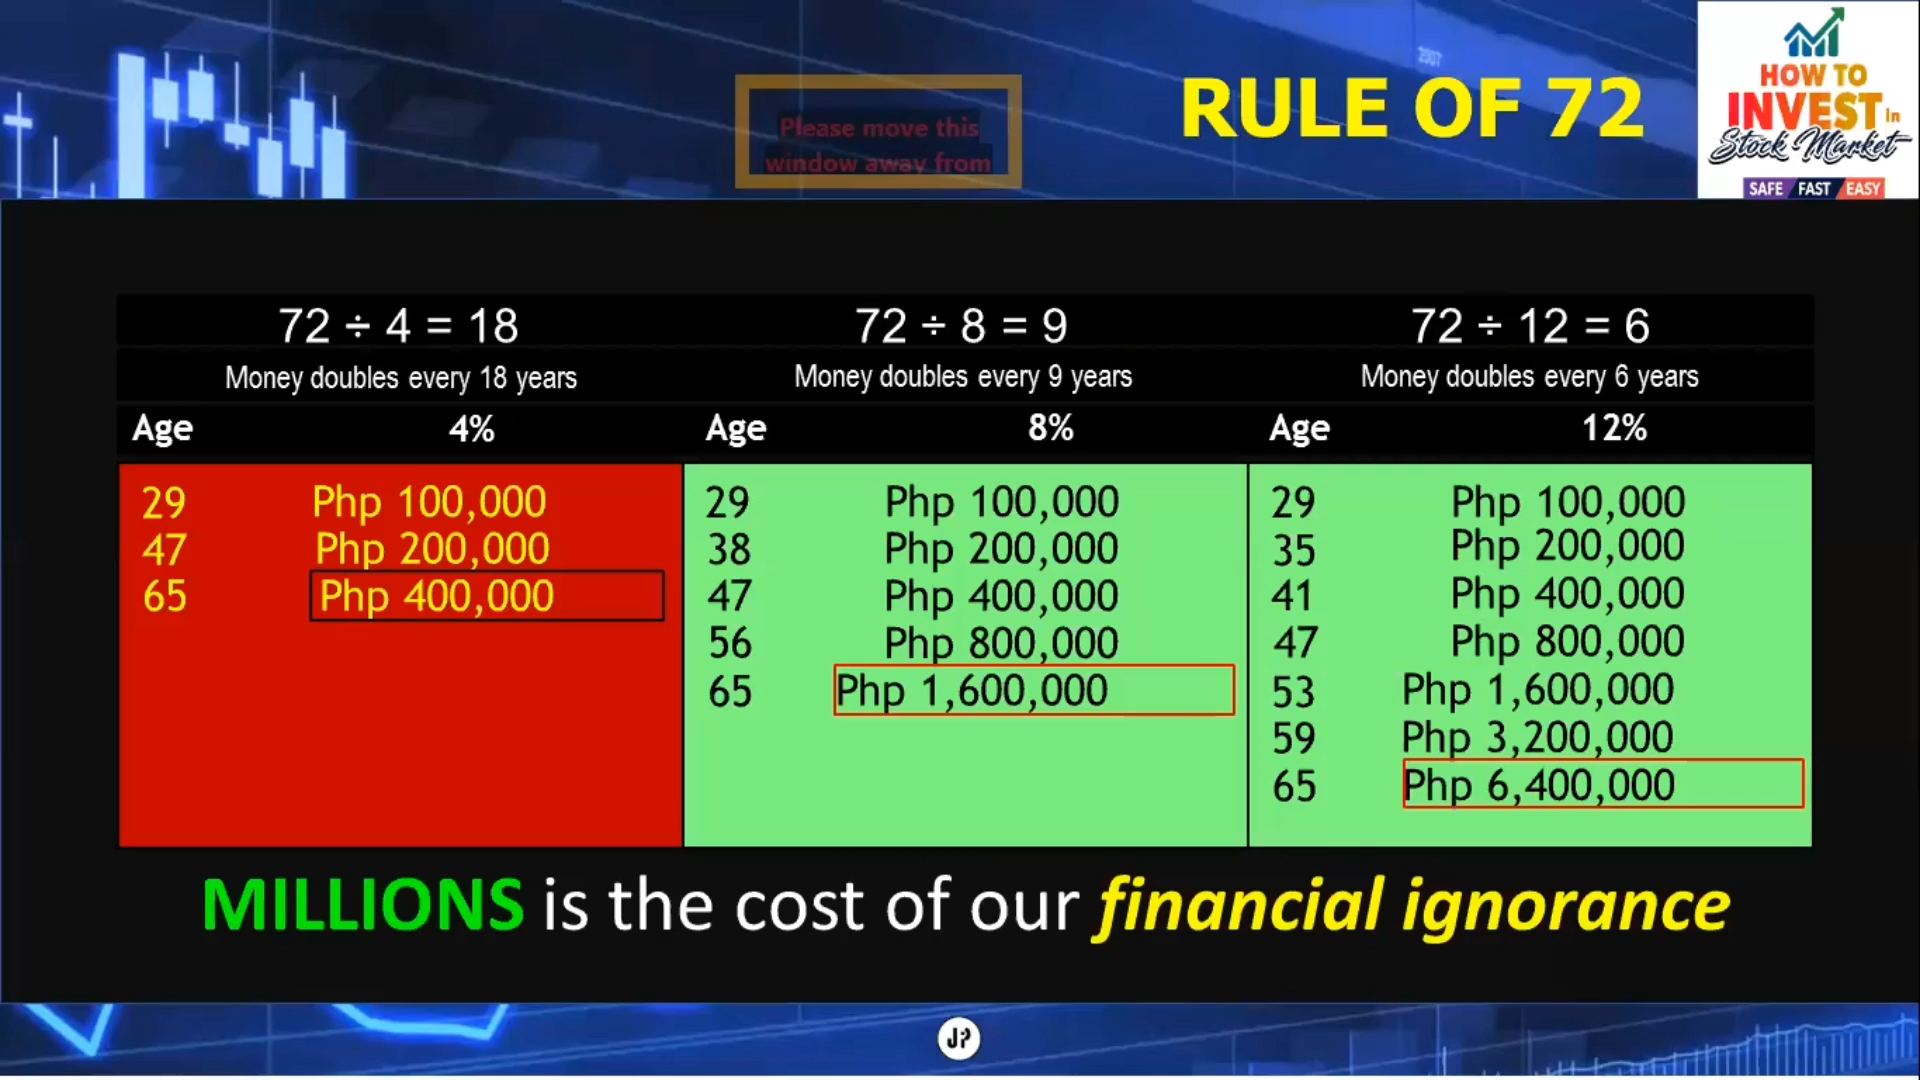 2007
RULE OF 72
HOW TO
INVEST in
Stock Market
SAFE FAST EASY
Please move this
window away from
72 ÷ 4 = 18
72 ÷ 8 = 9
72 ÷ 12 = 6
Money doubles every 18 years
Money doubles every 9 years
Money doubles every 6 years
Age 4% Age 8% Age 12%
29 Php 100,000
47 Php 200,000
65 Php 400,000
29 Php 100,000
38 Php 200,000
47 Php 400,000
56 Php 800,000
65 Php 1,600,000
29 Php 100,000
35 Php 200,000
41 Php 400,000
47 Php 800,000
53 Php 1,600,000
59 Php 3,200,000
65 Php 6,400,000
MILLIONS is the cost of our financial ignorance